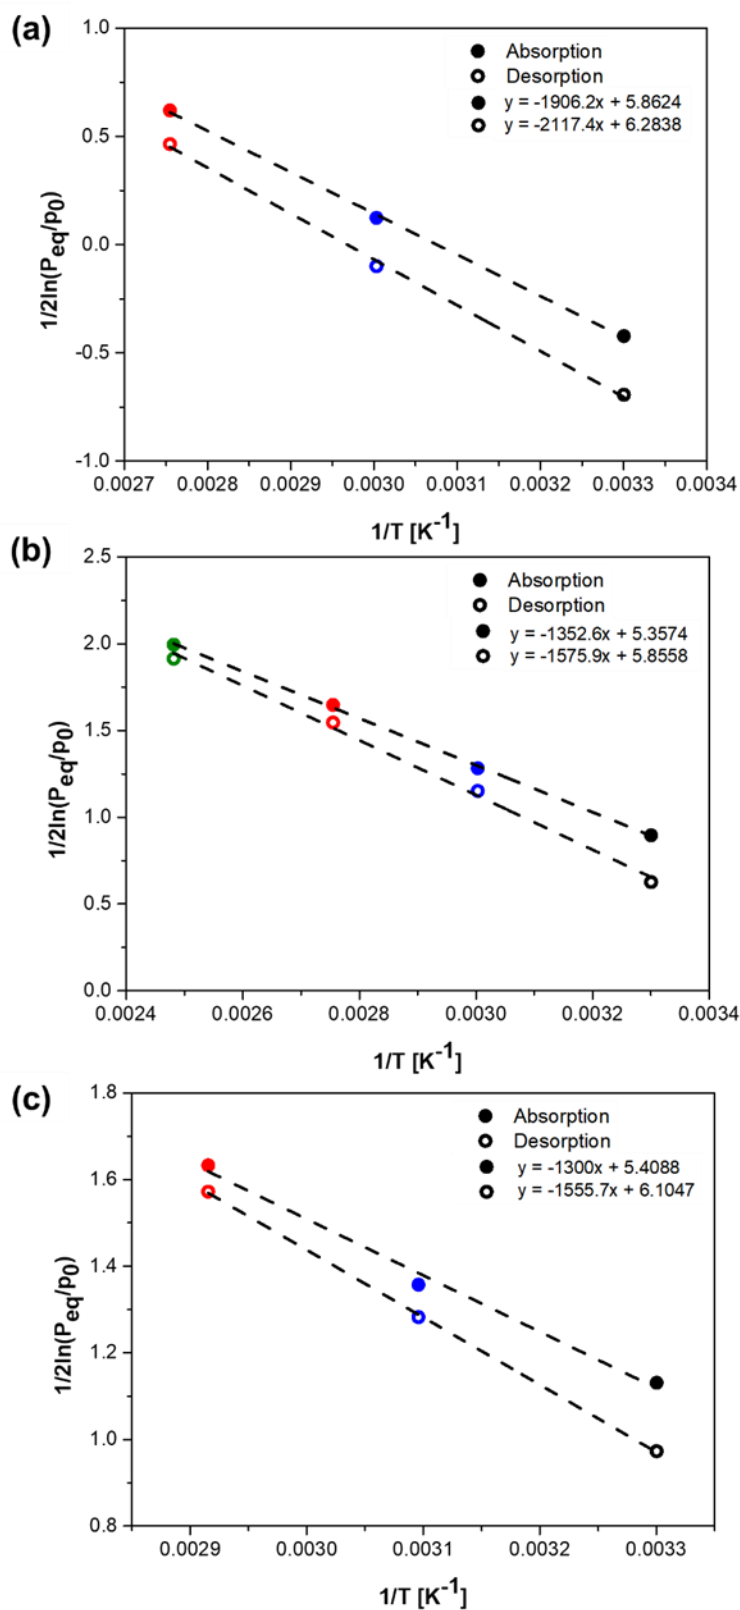 (a)
1.0
0.5
0.0
-0.5
-1.0
1/2ln(Peq/p0)
Absorption
Desorption
y = -1906.2x + 5.8624
y = -2117.4x + 6.2838
0.0027 0.0028 0.0029 0.0030 0.0031 0.0032 0.0033 0.0034
1/T [K-1]
(b)
2.5
2.0
1.5
1.0
0.5
0.0
1/2ln(Peq/p0)
Absorption
Desorption
y = -1352.6x + 5.3574
y = -1575.9x + 5.8558
0.0024 0.0026 0.0028 0.0030 0.0032 0.0034
1/T [K-1]
(c)
1.8
1.6
1.4
1.2
1.0
0.8
1/2ln(Peq/p0)
Absorption
Desorption
y = -1300x + 5.4088
y = -1555.7x + 6.1047
0.0029 0.0030 0.0031 0.0032 0.0033
1/T [K-1]